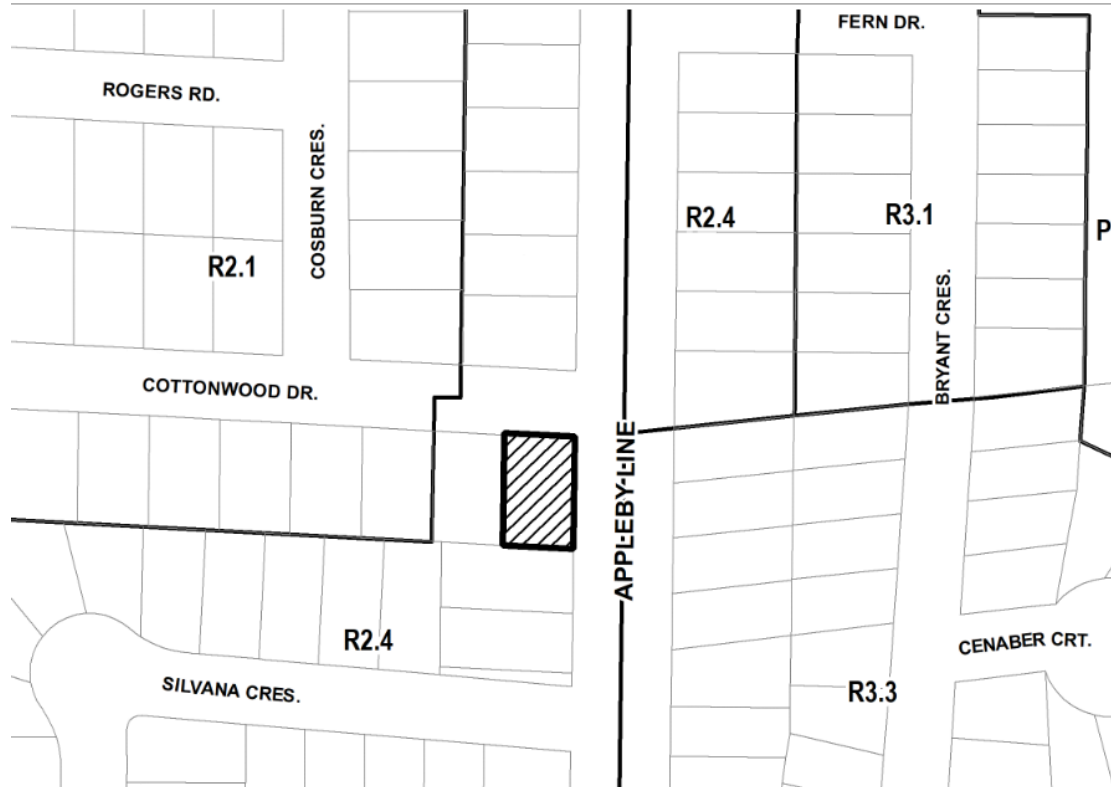 FERN DR.
ROGERS RD.
COSBURN CRES.
R2.4
R3.1
P
R2.1
BRYANT CRES.
COTTONWOOD DR.
APPLEBY LINE
R2.4
CENABER CRT.
SILVANA CRES.
R3.3